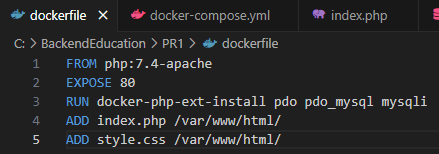 dockerfile × docker-compose.yml index.php
C: > BackendEducation > PR1 > dockerfile
1 FROM php:7.4-apache
2 EXPOSE 80
3 RUN docker-php-ext-install pdo pdo_mysql mysqli
4 ADD index.php /var/www/html/
5 ADD style.css /var/www/html/